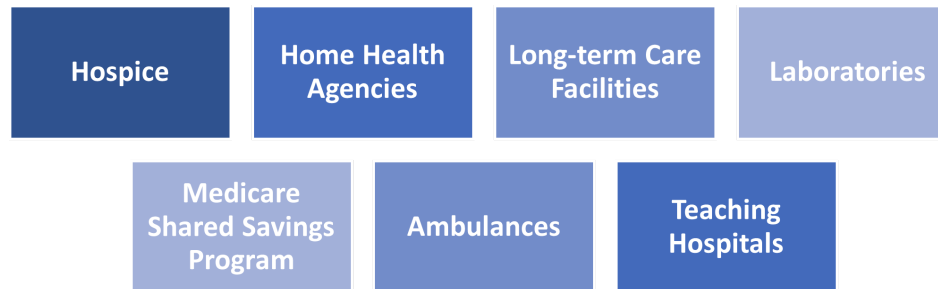 Hospice
Home Health
Agencies
Long-term Care
Facilities
Laboratories
Medicare
Shared Savings
Program
Ambulances
Teaching
Hospitals